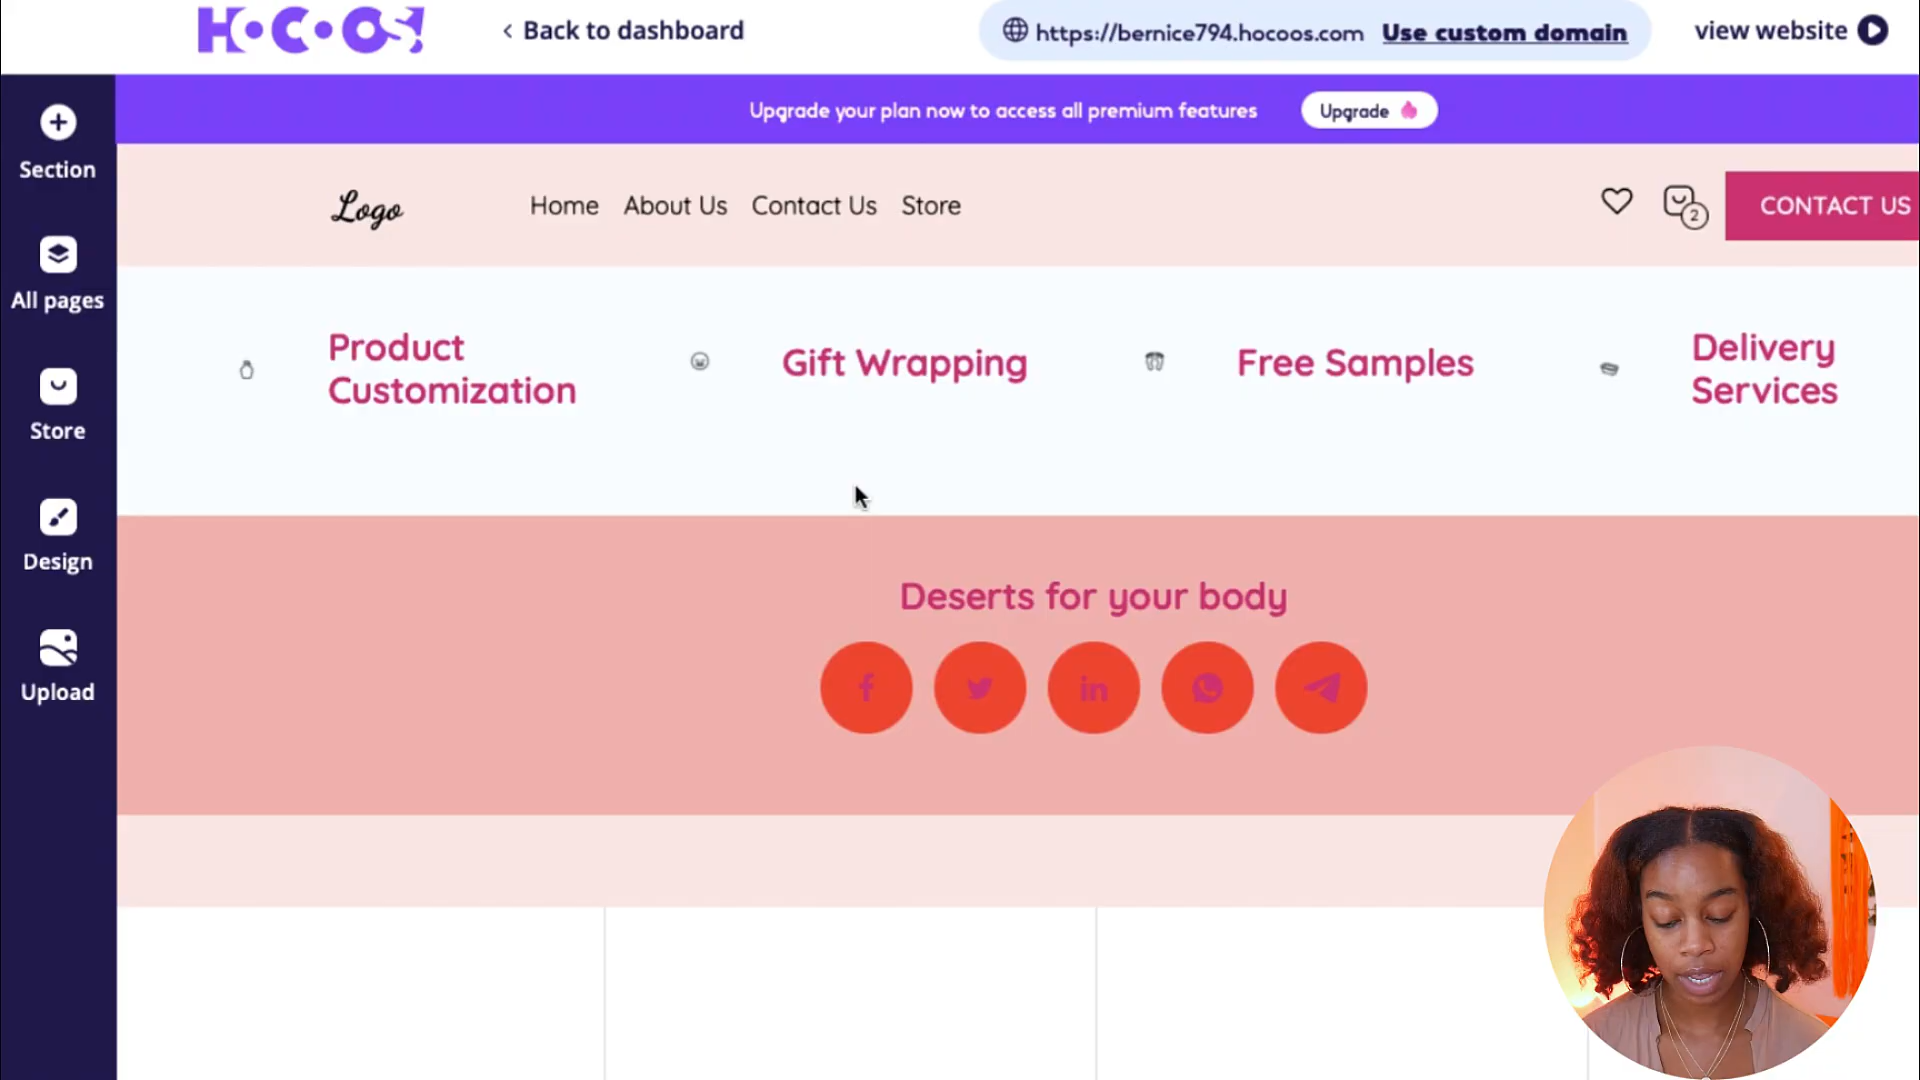 HOCOOS!
Back to dashboard
https://bernice794.hocoos.com Use custom domain
view website
Upgrade your plan now to access all premium features
Upgrade
Section
All pages
Store
Design
Upload
Logo
Home About Us Contact Us Store
2
CONTACT US
Product
Customization
Gift Wrapping
Free Samples
Delivery
Services
Deserts for your body
f
in